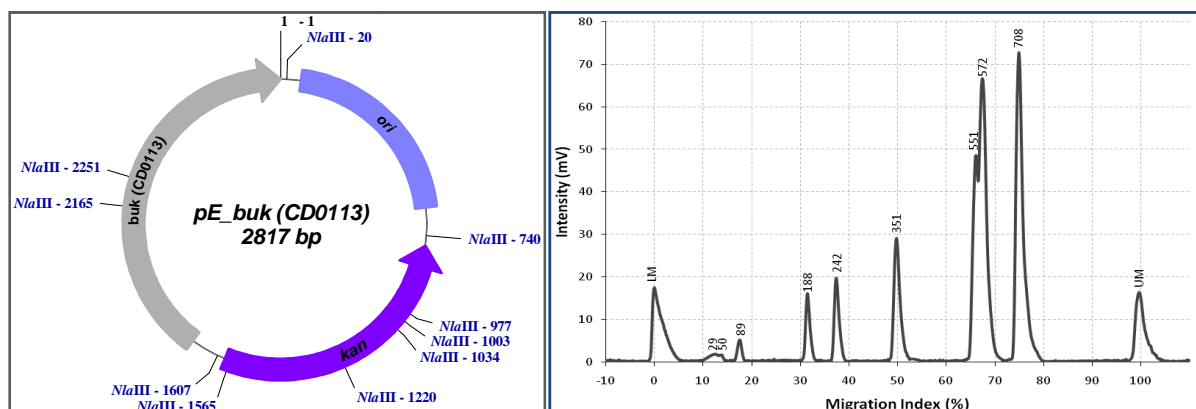 1 - 1
NlaIII - 20
ori
NlaIII - 2251
NlaIII - 2165
buk (CD0113)
pE_buk (CD0113)
2817 bp
NlaIII - 740
NlaIII - 977
NlaIII - 1003
NlaIII - 1034
kan
NlaIII - 1220
NlaIII - 1607
NlaIII - 1565
Intensity (mV)
80
70
60
50
40
30
20
10
0
LM
29
50
89
188
242
351
551
572
708
UM
-10 0 10 20 30 40 50 60 70 80 90 100
Migration Index (%)